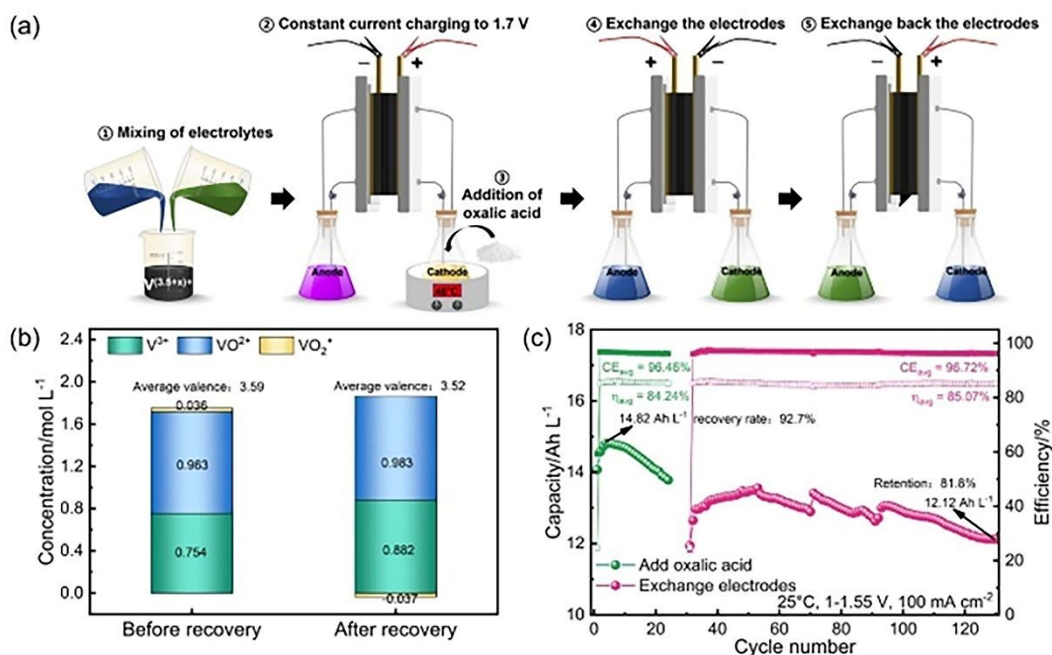 (a)
② Constant current charging to 1.7 V
④ Exchange the electrodes
⑤ Exchange back the electrodes
− +
+ −
− +
① Mixing of electrolytes
③
Addition of
oxalic acid
V(3.5+x)+
Anode
Cathode
Anode
Cathode
Anode
Cathode
(b)
V3+ VO2+ VO2+
Average valence：3.59
Average valence：3.52
0.036
0.963
0.754
0.983
0.882
-0.037
2.4
2.0
1.6
1.2
0.8
0.4
0.0
Concentration/mol L-1
Before recovery
After recovery
(c)
18
16
14
12
10
Capacity/Ah L-1
CEavg = 96.46%
ηavg = 84.24%
CEavg = 96.72%
ηavg = 85.07%
14.82 Ah L-1 recovery rate：92.7%
Retention：81.8%
12.12 Ah L-1
Add oxalic acid
Exchange electrodes
25°C, 1-1.55 V, 100 mA cm-2
0 20 40 60 80 100 120
Cycle number
100
80
60
40
20
0
Efficiency/%